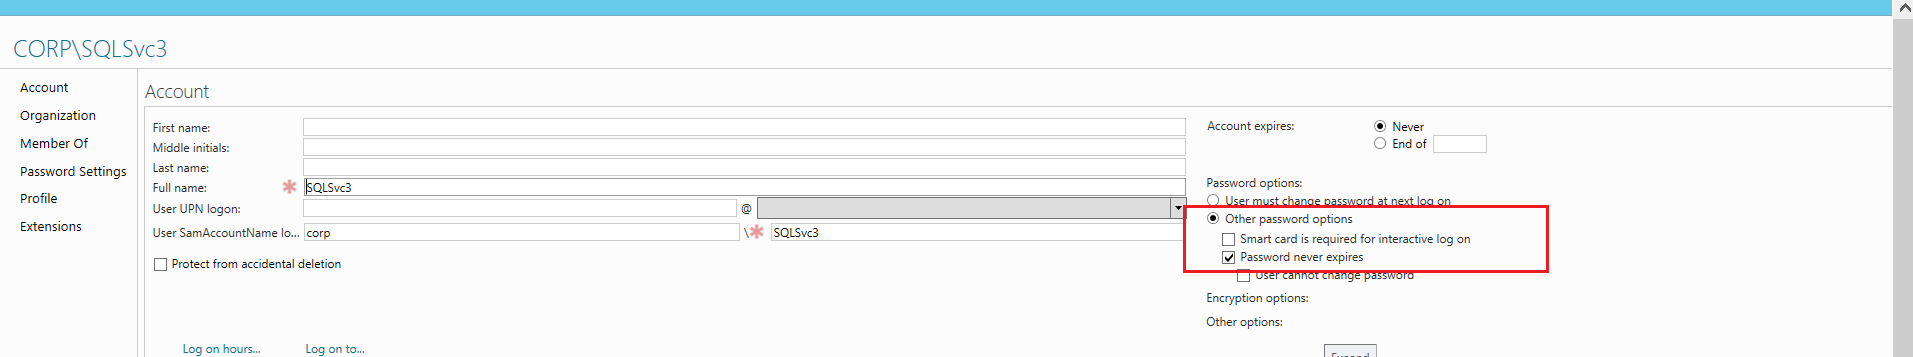 CORP\SQLSvc3
Account
Organization
Member Of
Password Settings
Profile
Extensions
Account
First name:
Middle initials:
Last name:
Full name: SQLSvc3
User UPN logon: @
User SamAccountName lo... corp \ SQLSvc3
Protect from accidental deletion
Log on hours... Log on to...
Account expires: Never
End of
Password options:
User must change password at next log on
Other password options
Smart card is required for interactive log on
Password never expires
User cannot change password
Encryption options:
Other options:
Expand